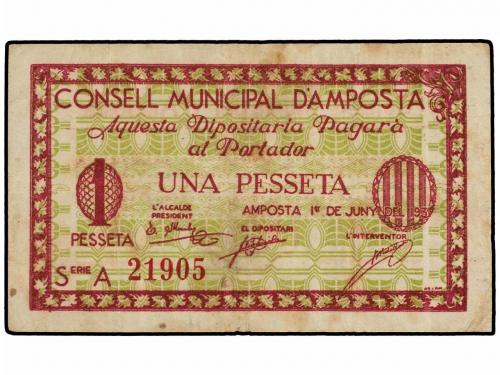 CONSELL MUNICIPAL D'AMPOSTA
Aquesta Dipositaria Pagarà
al Portador
1
UNA PESSETA
L'ALCALDE
PRESIDENT
AMPOSTA 1er DE JUNY DEL
EL DIPOSITARI
L'INTERVENTOR
PESSETA
SERIE A 21905